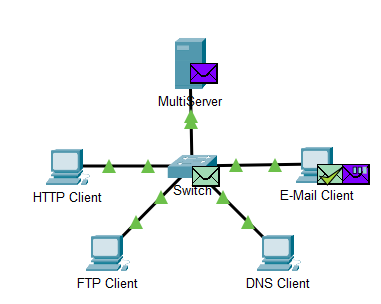 MultiServer
HTTP Client
Switch
E-Mail Client
FTP Client
DNS Client